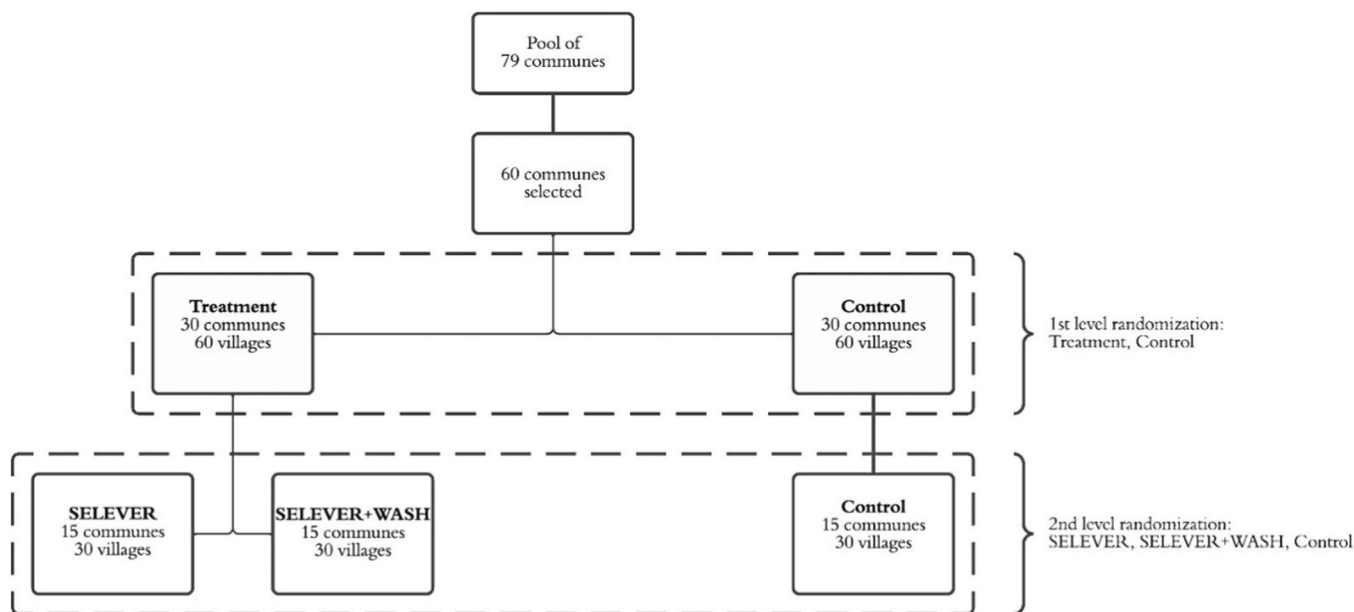 Pool of
79 communes
60 communes
selected
Treatment
30 communes
60 villages
Control
30 communes
60 villages
1st level randomization:
Treatment, Control
SELEVER
15 communes
30 villages
SELEVER+WASH
15 communes
30 villages
Control
15 communes
30 villages
2nd level randomization:
SELEVER, SELEVER+WASH, Control